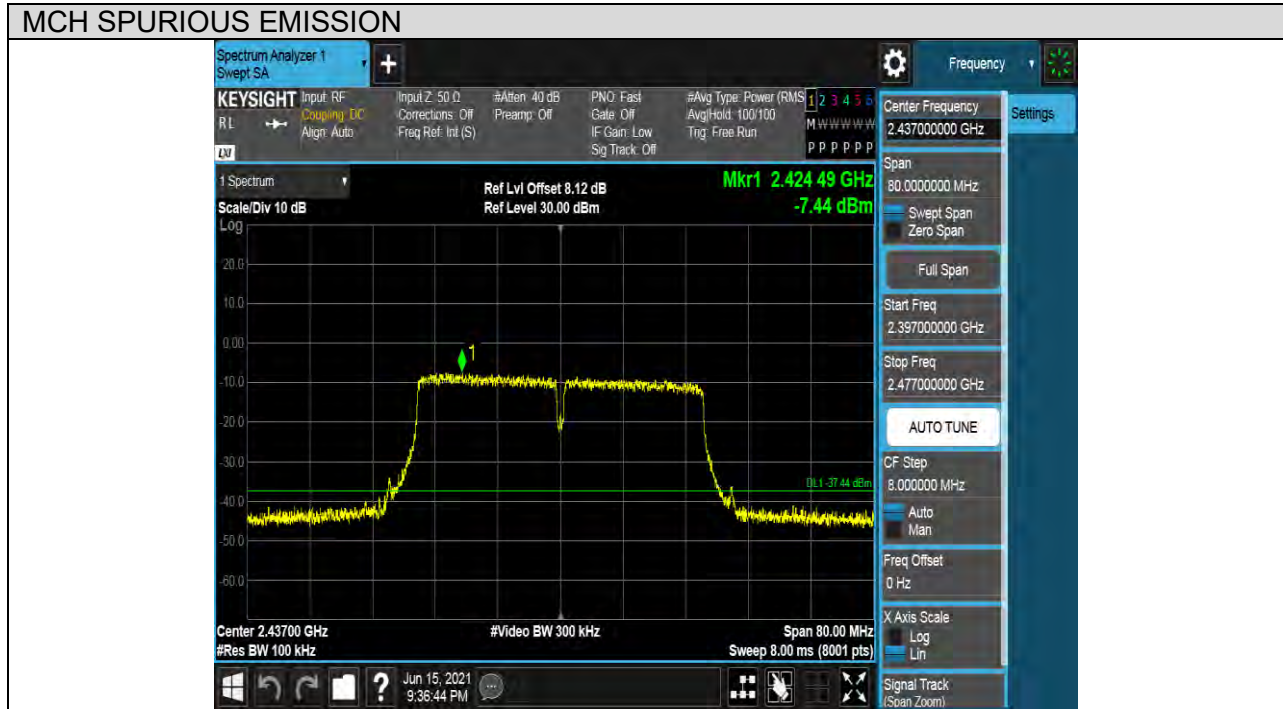 MCH SPURIOUS EMISSION
Spectrum Analyzer 1
Swept SA
+
Frequency
KEYSIGHT
RL
LXI
Input: RF
Coupling: DC
Align: Auto
Input Z: 50 Ω
Corrections: Off
Freq Ref: Int (S)
#Atten: 40 dB
Preamp: Off
PNO: Fast
Gate: Off
IF Gain: Low
Sig Track: Off
#Avg Type: Power (RMS
Avg|Hold: 100/100
Trig: Free Run
1 2 3 4 5 6
M W W W W W
P P P P P P
1 Spectrum
Scale/Div 10 dB
Ref Lvl Offset 8.12 dB
Ref Level 30.00 dBm
Mkr1 2.424 49 GHz
-7.44 dBm
Log
20.0
10.0
0.00
-10.0
-20.0
-30.0
-40.0
-50.0
-60.0
1
DL1 -37.44 dBm
Center 2.43700 GHz
#Res BW 100 kHz
#Video BW 300 kHz
Span 80.00 MHz
Sweep 8.00 ms (8001 pts)
?
Jun 15, 2021
9:36:44 PM
Center Frequency
2.437000000 GHz
Settings
Span
80.0000000 MHz
Swept Span
Zero Span
Full Span
Start Freq
2.397000000 GHz
Stop Freq
2.477000000 GHz
AUTO TUNE
CF Step
8.000000 MHz
Auto
Man
Freq Offset
0 Hz
X Axis Scale
Log
Lin
Signal Track
(Span Zoom)